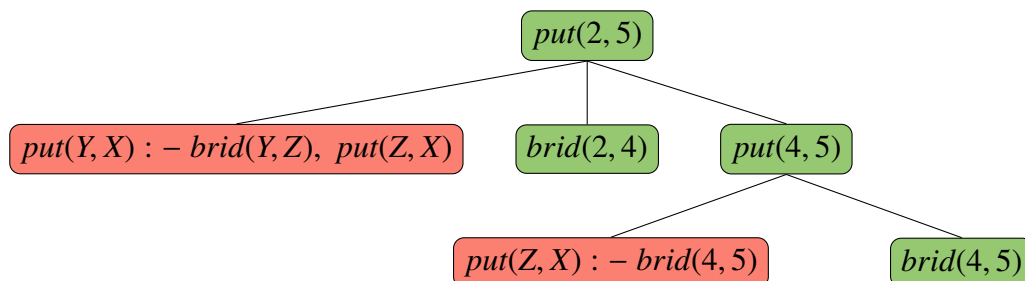 put(2, 5)
put(Y, X) : − brid(Y, Z), put(Z, X)
brid(2, 4)
put(4, 5)
put(Z, X) : − brid(4, 5)
brid(4, 5)